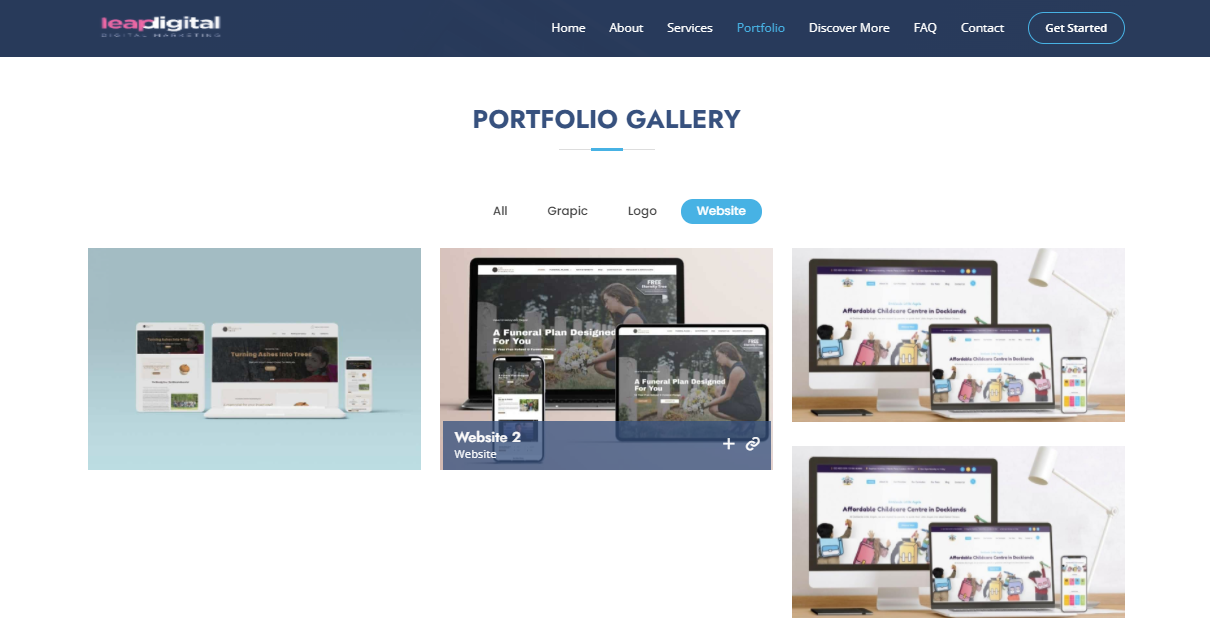 leapdigital
DIGITAL MARKETING
Home About Services Portfolio Discover More FAQ Contact Get Started
PORTFOLIO GALLERY
All Grapic Logo Website
Turning Ashes Into Trees
A Funeral Plan Designed
For You
FREE
A Funeral Plan Designed
For You
FREE
Website 2
Website
Affordable Childcare Centre in Docklands
Affordable Childcare Centre in Docklands
Affordable Childcare Centre in Docklands
Affordable Childcare Centre in Docklands